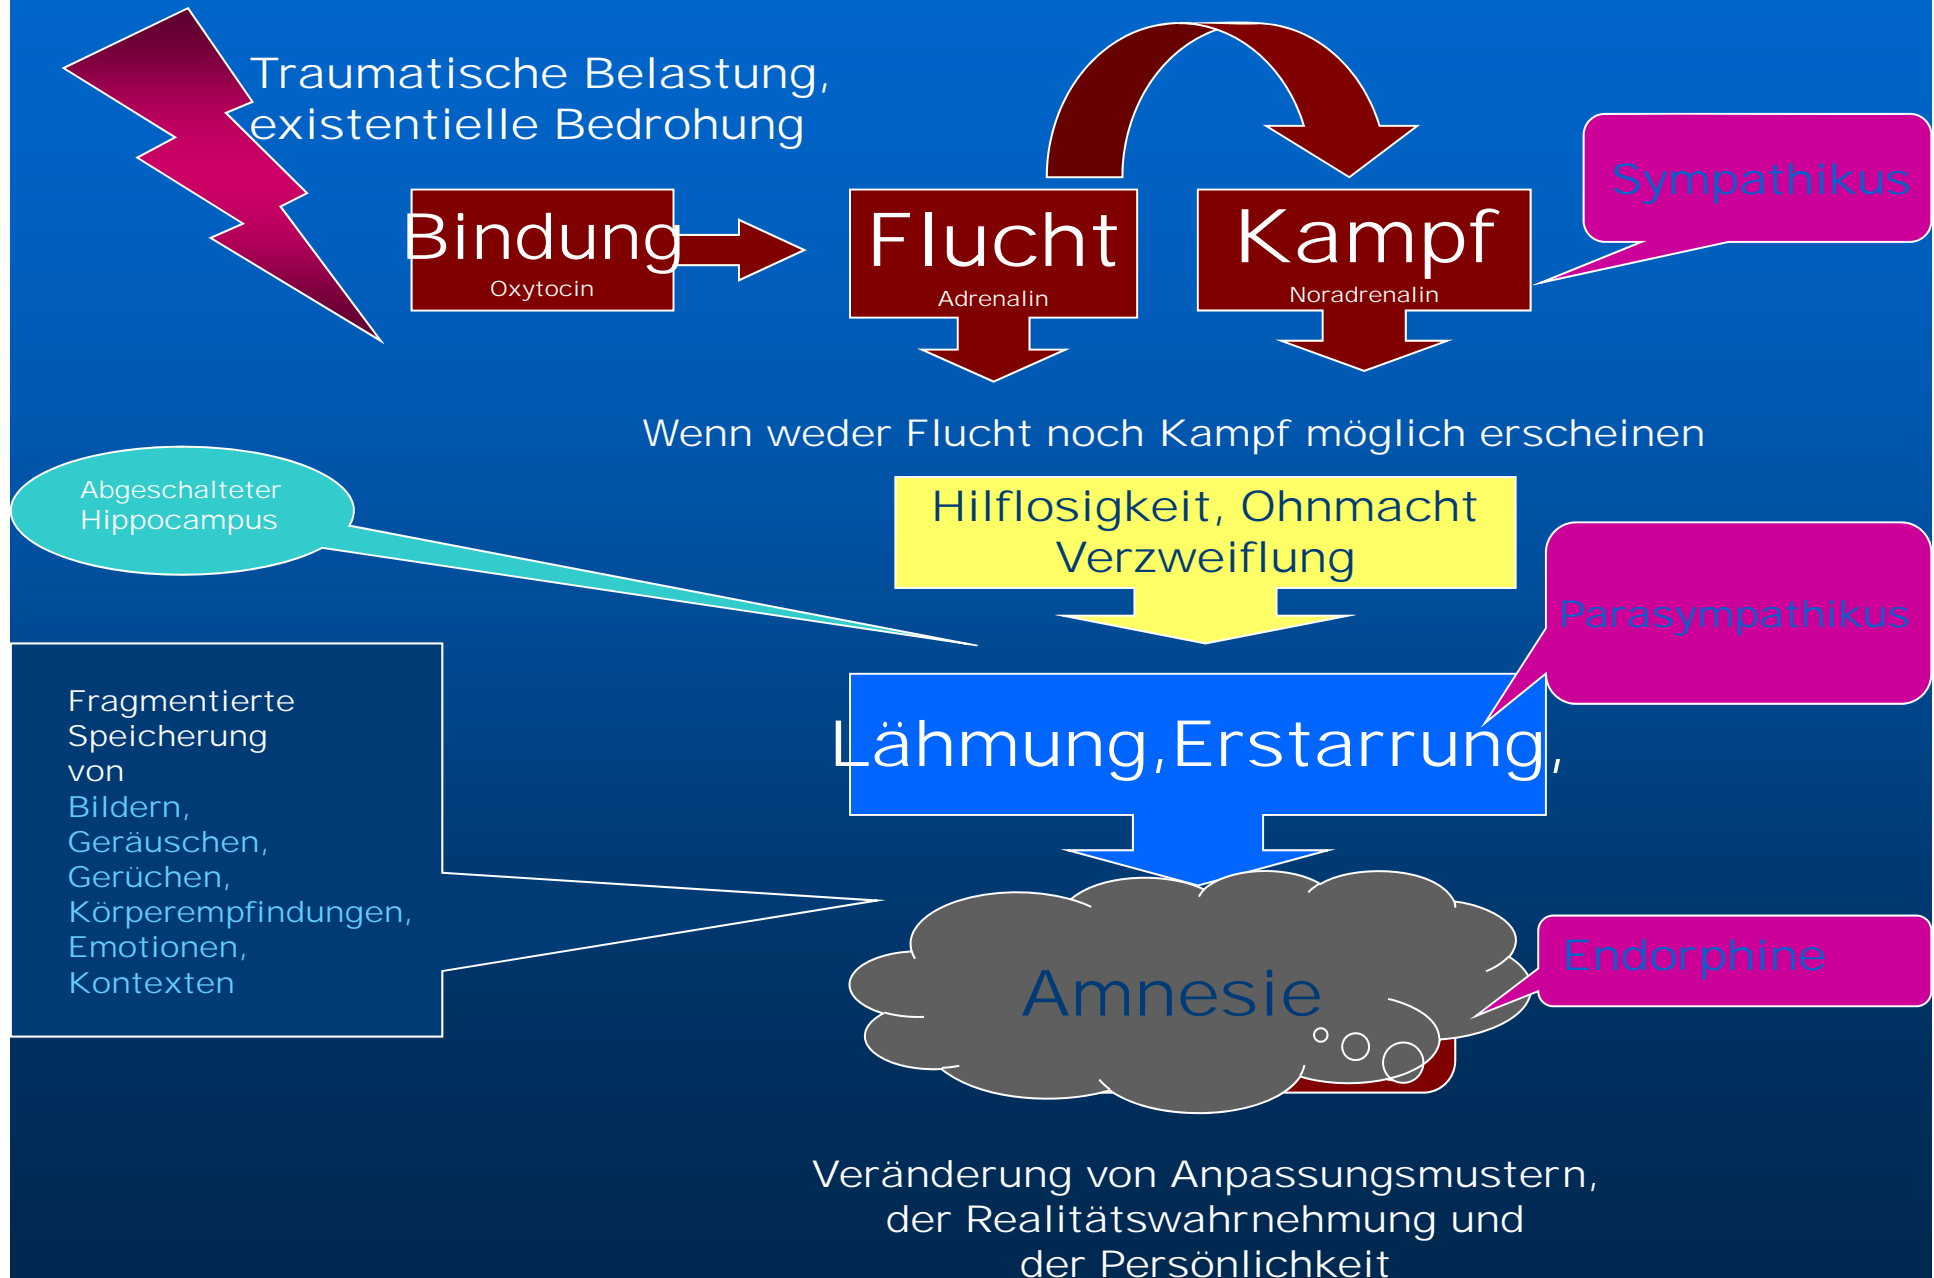 Traumatische Belastung,
existentielle Bedrohung
Bindung
Oxytocin
Flucht
Adrenalin
Kampf
Noradrenalin
Sympathikus
Wenn weder Flucht noch Kampf möglich erscheinen
Abgeschalteter
Hippocampus
Hilflosigkeit, Ohnmacht
Verzweiflung
Parasympathikus
Lähmung,Erstarrung,
Fragmentierte
Speicherung
von
Bildern,
Geräuschen,
Gerüchen,
Körperempfindungen,
Emotionen,
Kontexten
Amnesie
Endorphine
Veränderung von Anpassungsmustern,
der Realitätswahrnehmung und
der Persönlichkeit